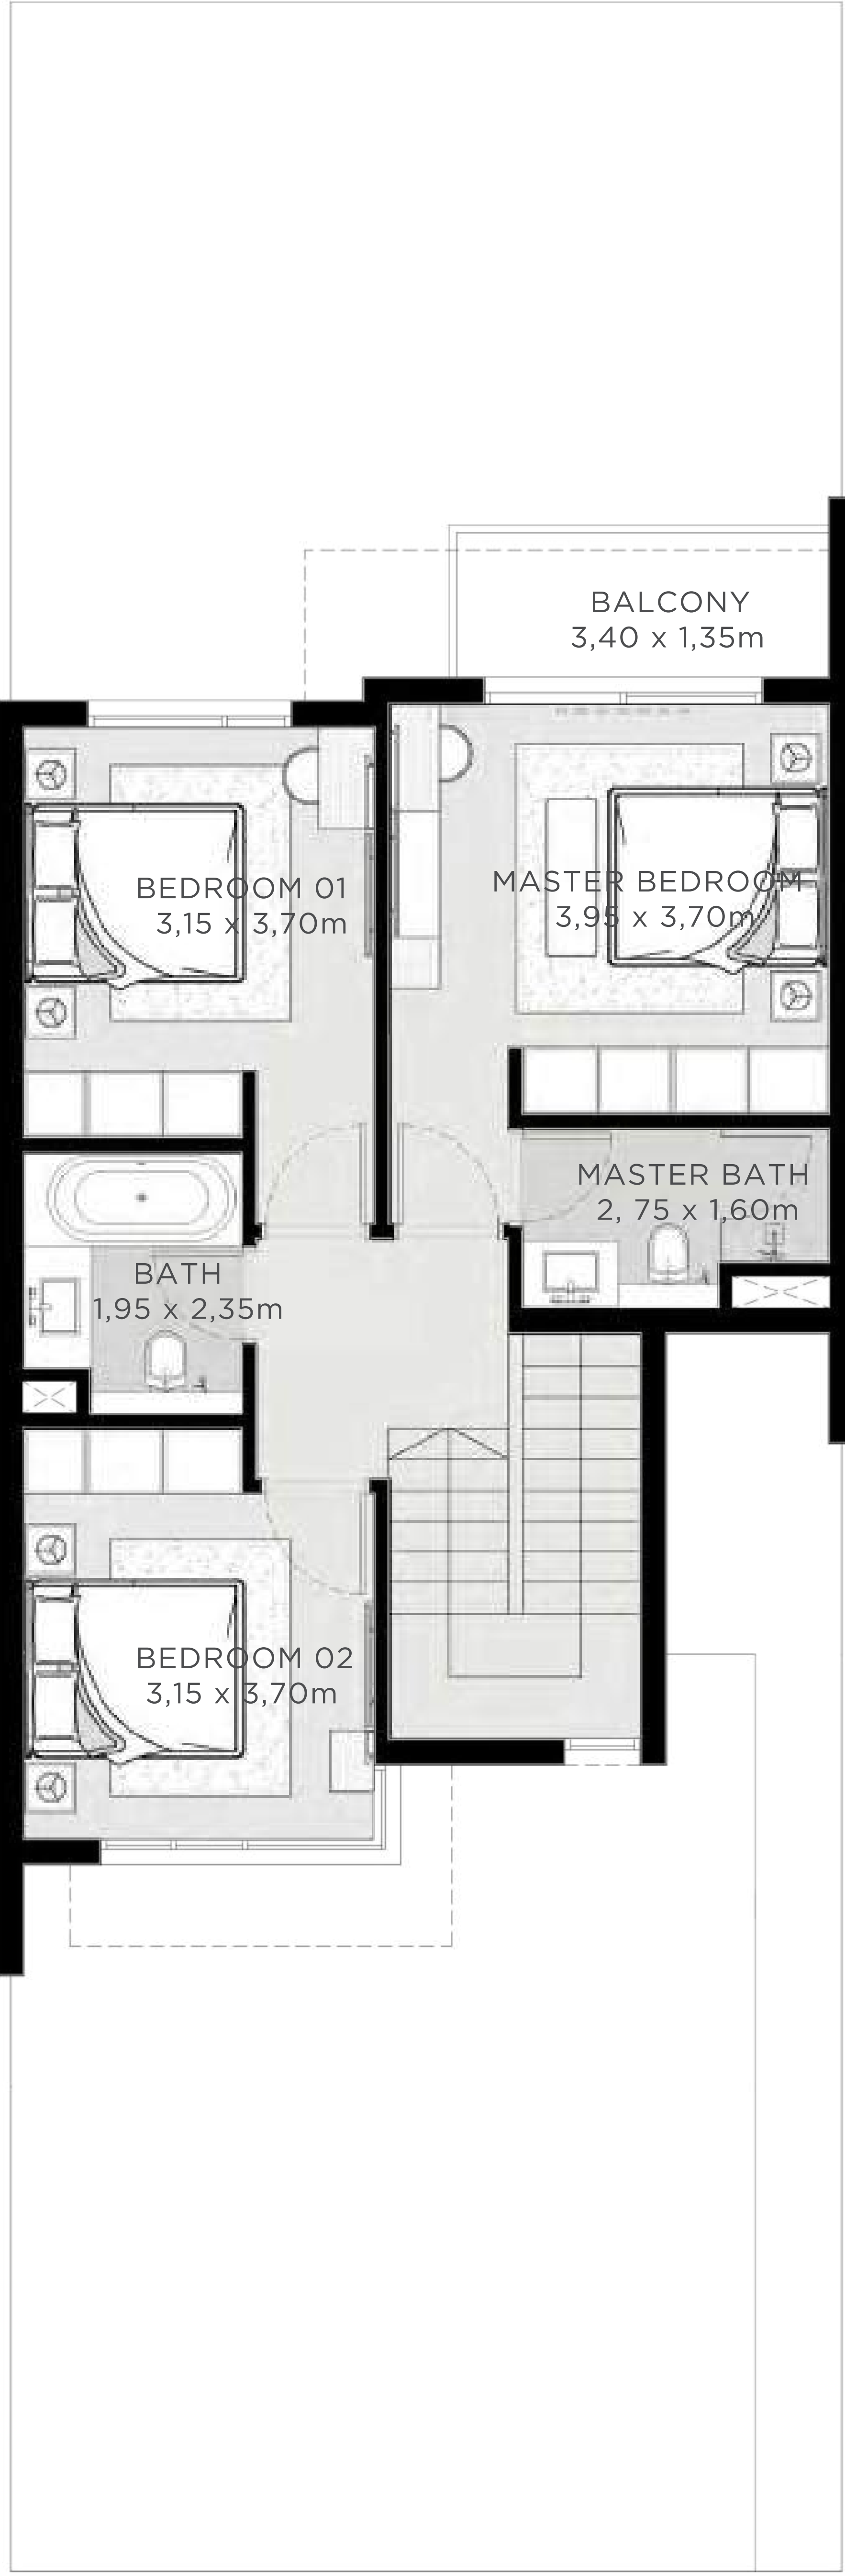 BALCONY
3,40 x 1,35m
BEDROOM 01
3,15 x 3,70m
MASTER BEDROOM
3,95 x 3,70m
MASTER BATH
2, 75 x 1,60m
BATH
1,95 x 2,35m
BEDROOM 02
3,15 x 3,70m